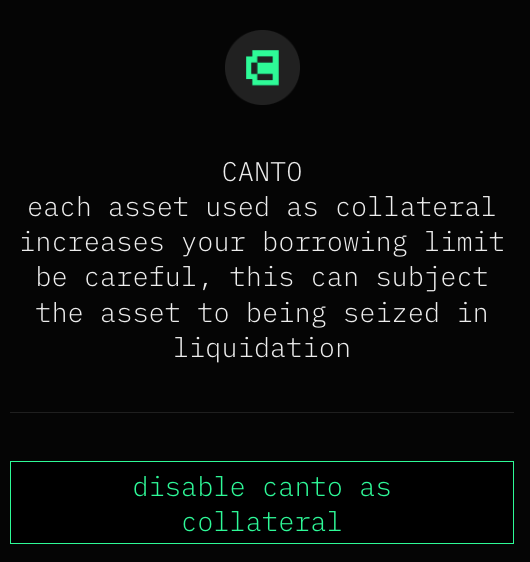 CANTO
each asset used as collateral
increases your borrowing limit
be careful, this can subject
the asset to being seized in
liquidation
disable canto as
collateral